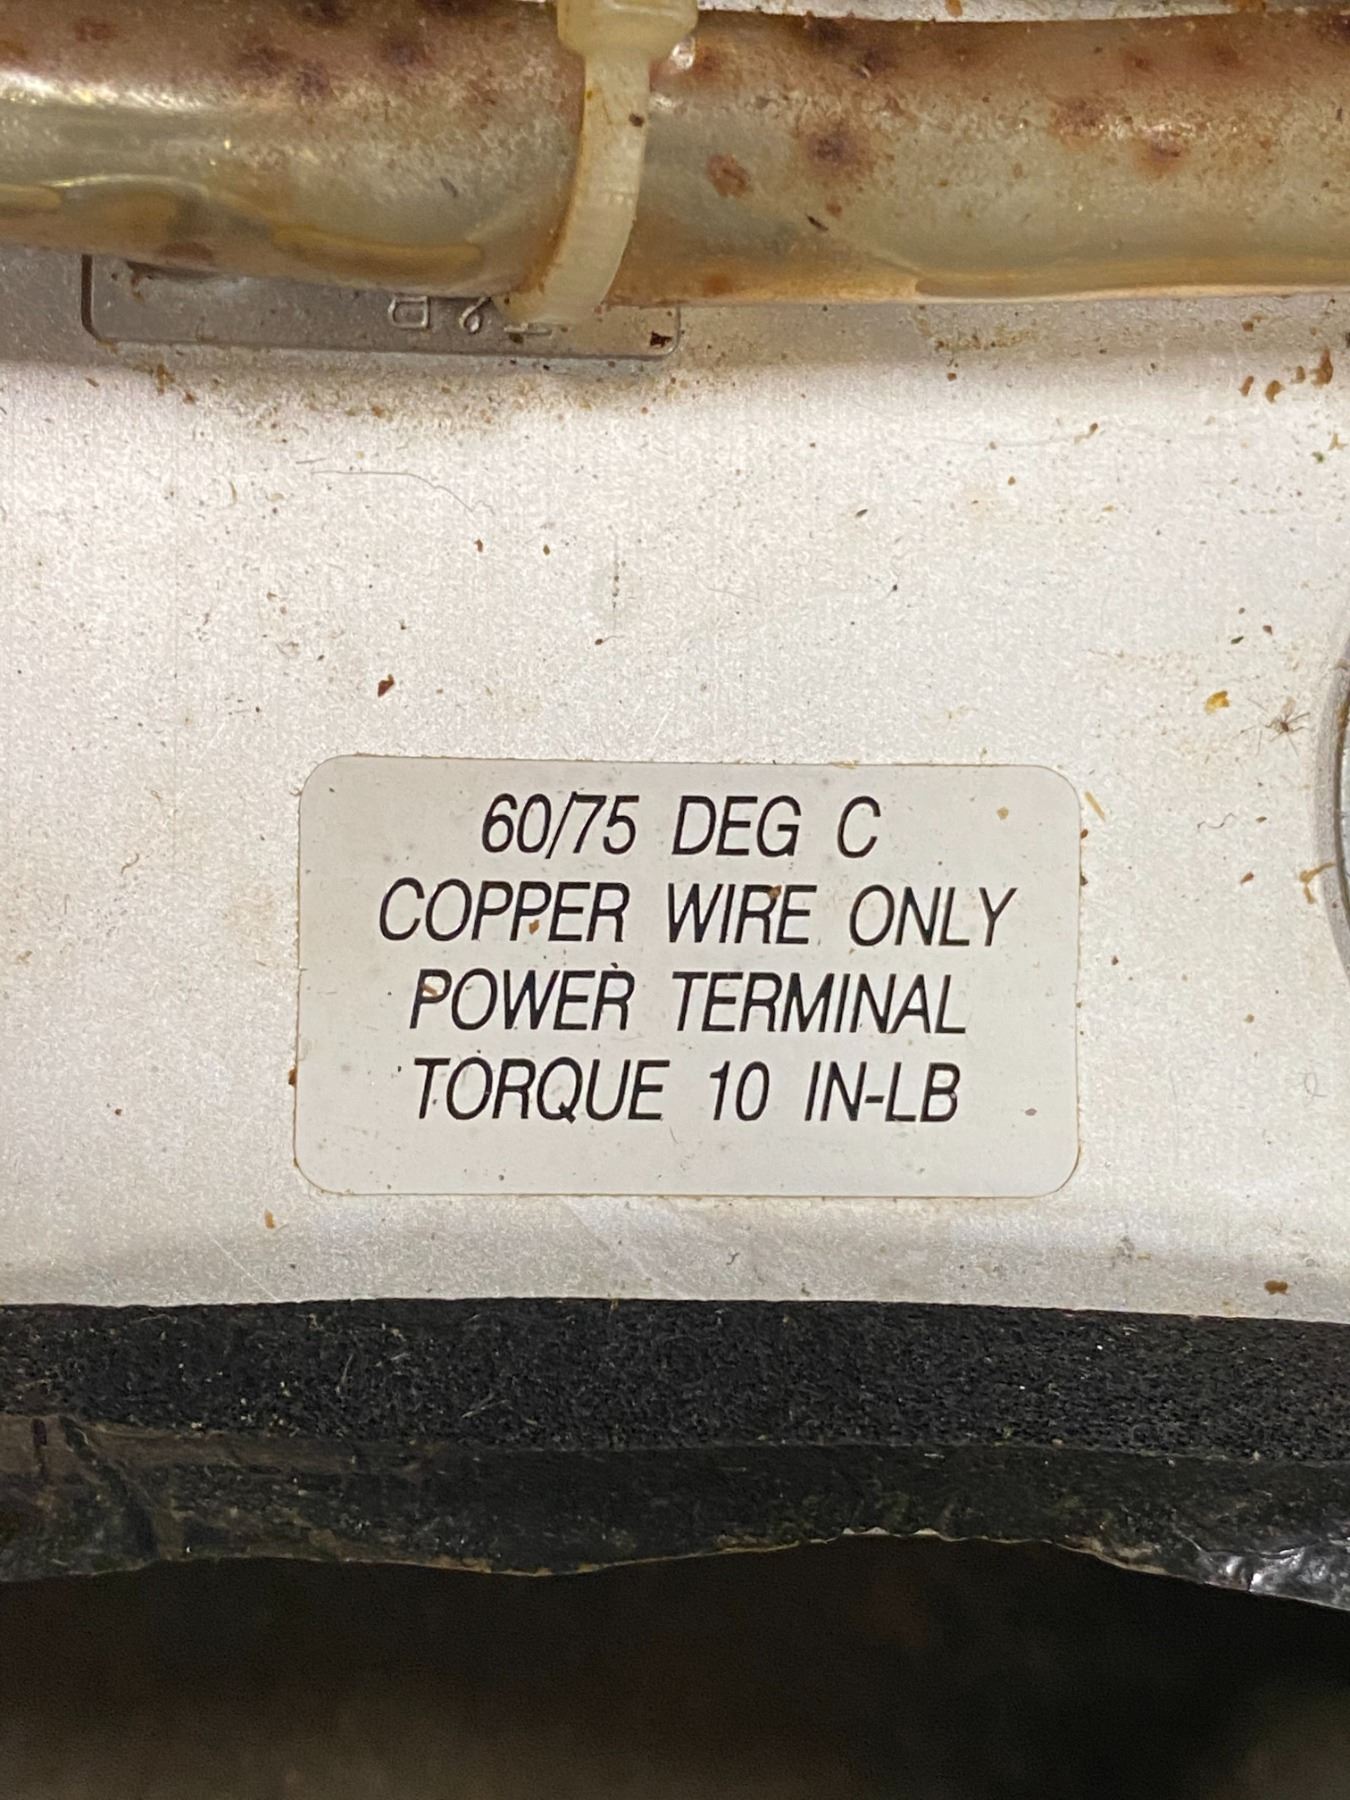 60/75 DEG C
COPPER WIRE ONLY
POWER TERMINAL
TORQUE 10 IN-LB